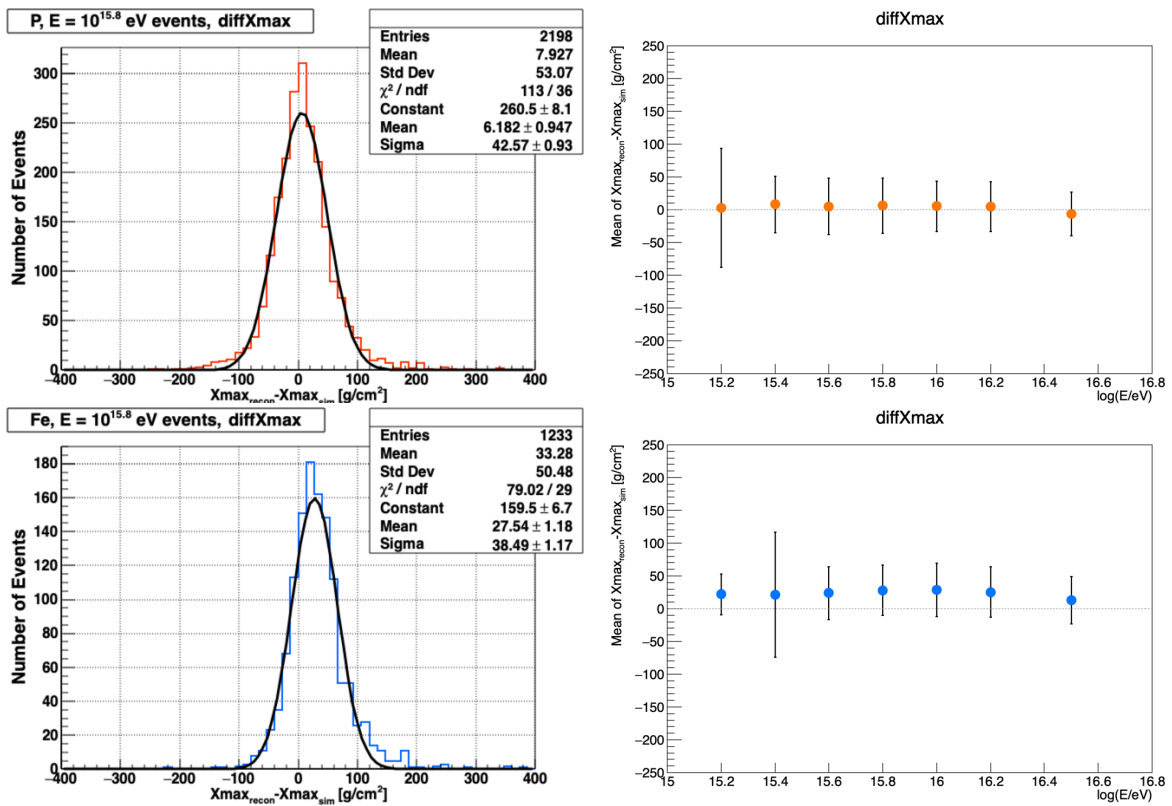 P, E = 10^15.8 eV events, diffXmax
Entries 2198
Mean 7.927
Std Dev 53.07
χ² / ndf 113 / 36
Constant 260.5 ± 8.1
Mean 6.182 ± 0.947
Sigma 42.57 ± 0.93
Number of Events
300
250
200
150
100
50
0
−400 −300 −200 −100 0 100 200 300 400
Xmax_recon-Xmax_sim [g/cm²]
diffXmax
Mean of Xmax_recon-Xmax_sim [g/cm²]
250
200
150
100
50
0
−50
−100
−150
−200
−250
15 15.2 15.4 15.6 15.8 16 16.2 16.4 16.6 16.8
log(E/eV)
Fe, E = 10^15.8 eV events, diffXmax
Entries 1233
Mean 33.28
Std Dev 50.48
χ² / ndf 79.02 / 29
Constant 159.5 ± 6.7
Mean 27.54 ± 1.18
Sigma 38.49 ± 1.17
Number of Events
180
160
140
120
100
80
60
40
20
0
−400 −300 −200 −100 0 100 200 300 400
Xmax_recon-Xmax_sim [g/cm²]
diffXmax
Mean of Xmax_recon-Xmax_sim [g/cm²]
250
200
150
100
50
0
−50
−100
−150
−200
−250
15 15.2 15.4 15.6 15.8 16 16.2 16.4 16.6 16.8
log(E/eV)